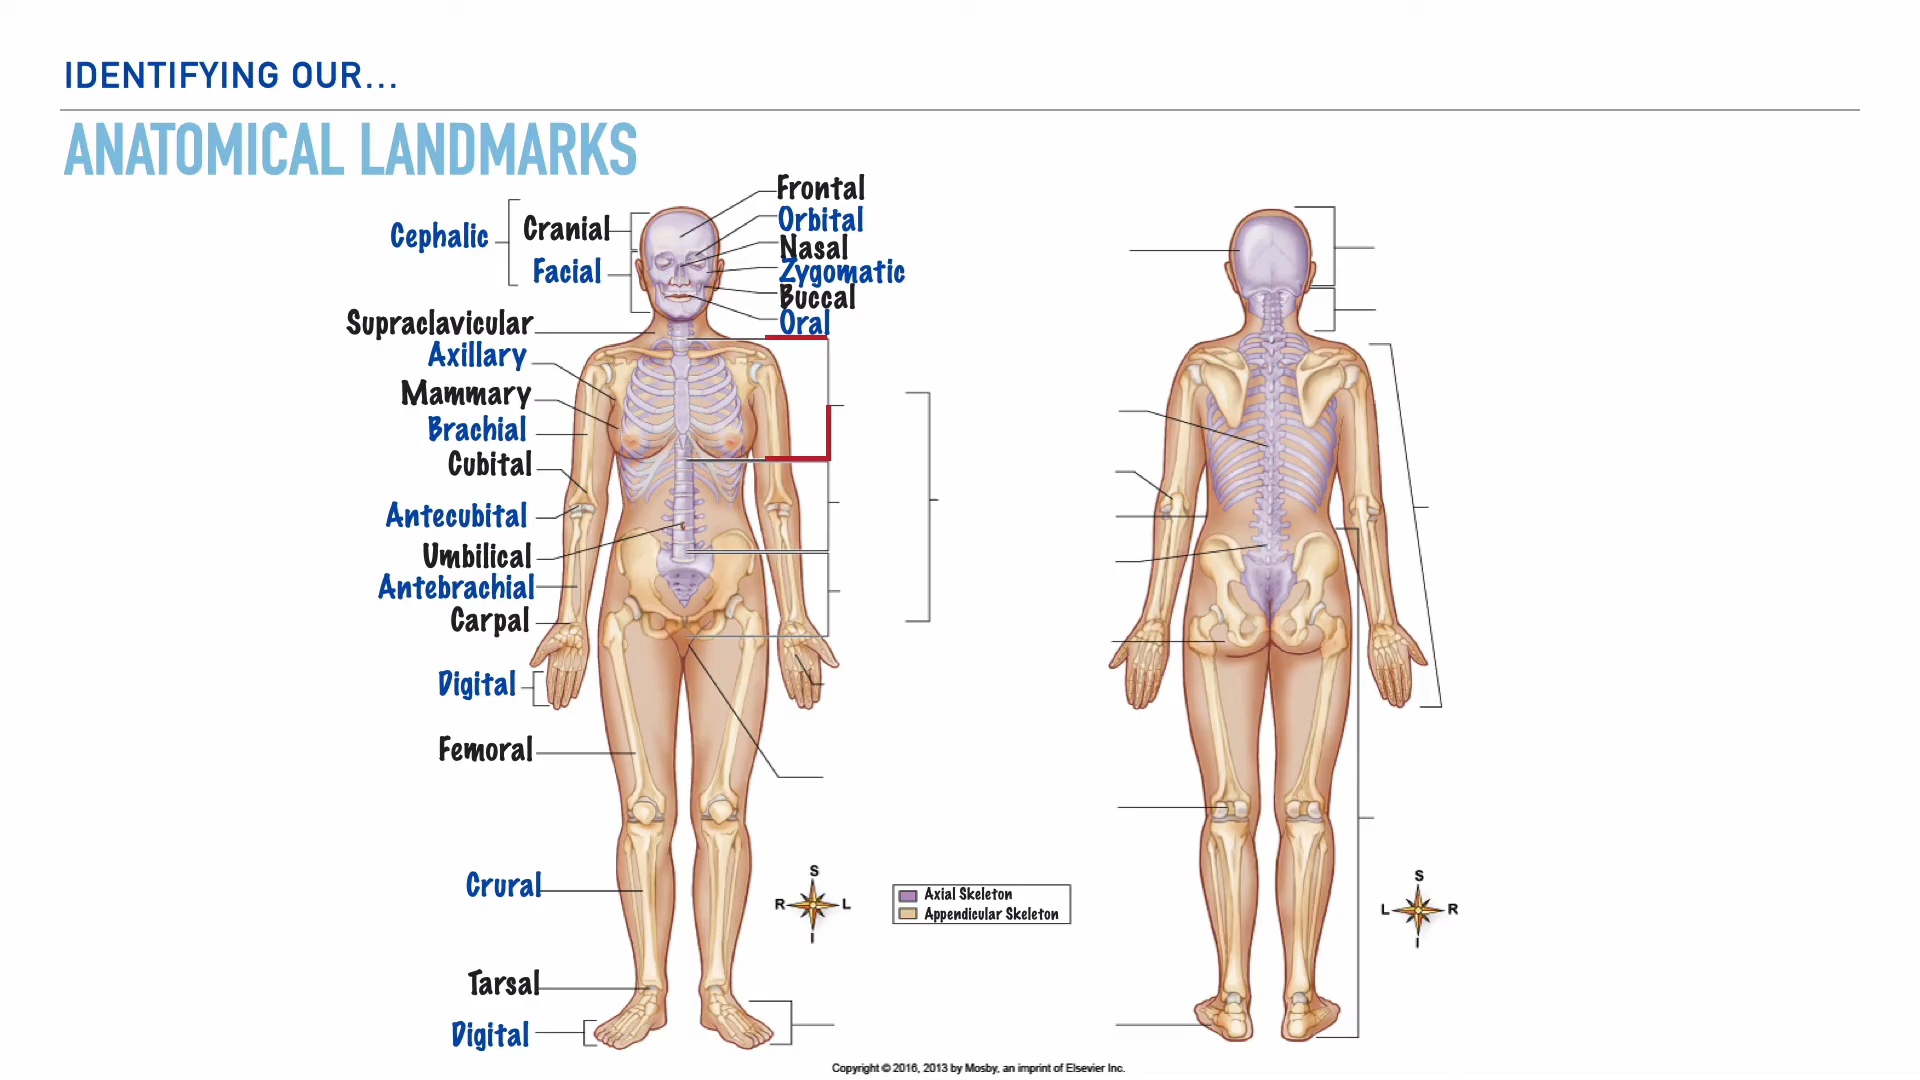 IDENTIFYING OUR...
ANATOMICAL LANDMARKS
Frontal
Orbital
Nasal
Zygomatic
Buccal
Oral
Cephalic
Cranial
Facial
Supraclavicular
Axillary
Mammary
Brachial
Cubital
Antecubital
Umbilical
Antebrachial
Carpal
Digital
Femoral
Crural
Tarsal
Digital
S
R L
I
Axial Skeleton
Appendicular Skeleton
S
L R
I
Copyright © 2016, 2013 by Mosby, an imprint of Elsevier Inc.